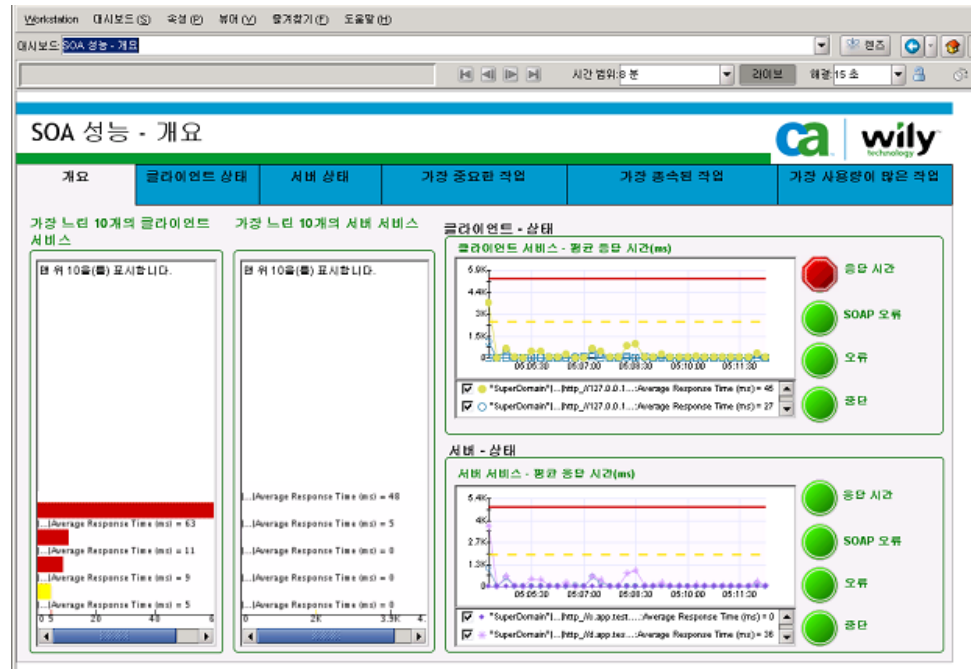 Workstation 대시보드(S) 속성(P) 뷰어(V) 즐겨찾기(F) 도움말(H)
대시보드: SOA 성능 - 개요
렌즈
시간 범위: 8 분
라이브
해결: 15 초
SOA 성능 - 개요
ca wily technology
개요
클라이언트 상태
서버 상태
가장 중요한 작업
가장 종속된 작업
가장 사용량이 많은 작업
가장 느린 10개의 클라이언트 서비스
맨 위 10을(를) 표시합니다.
(...|Average Response Time (ms) = 63
(...|Average Response Time (ms) = 11
(...|Average Response Time (ms) = 9
(...|Average Response Time (ms) = 5
0 5 20 40 6
가장 느린 10개의 서버 서비스
맨 위 10을(를) 표시합니다.
(...|Average Response Time (ms) = 48
(...|Average Response Time (ms) = 5
(...|Average Response Time (ms) = 0
(...|Average Response Time (ms) = 0
(...|Average Response Time (ms) = 0
0 2K 3.9K 4.
클라이언트 - 상태
클라이언트 서비스 - 평균 응답 시간(ms)
5.9K
4.4K
3K
1.5K
0
05:05:30 05:07:00 05:08:30 05:10:00 05:11:30
*SuperDomain*|...|http_//127.0.0.1...:Average Response Time (ms) = 45
*SuperDomain*|...|http_//127.0.0.1...:Average Response Time (ms) = 27
응답 시간
SOAP 오류
오류
중단
서버 - 상태
서버 서비스 - 평균 응답 시간(ms)
5.4K
4K
2.7K
1.3K
0
05:05:30 05:07:00 05:08:30 05:10:00 05:11:30
*SuperDomain*|...|http_//b.app.test....:Average Response Time (ms) = 0
*SuperDomain*|...|http_//d.app.tes...:Average Response Time (ms) = 36
응답 시간
SOAP 오류
오류
중단